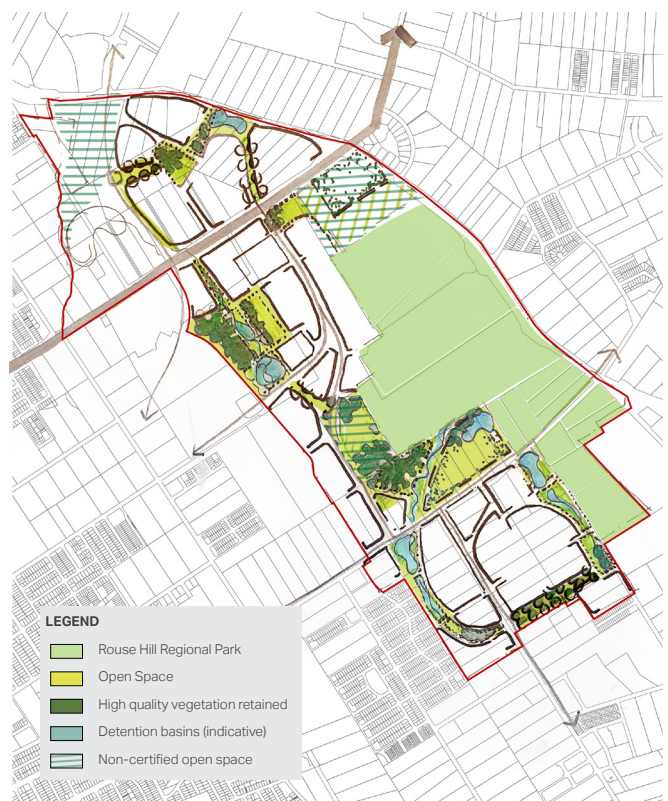 LEGEND
Rouse Hill Regional Park
Open Space
High quality vegetation retained
Detention basins (indicative)
Non-certified open space